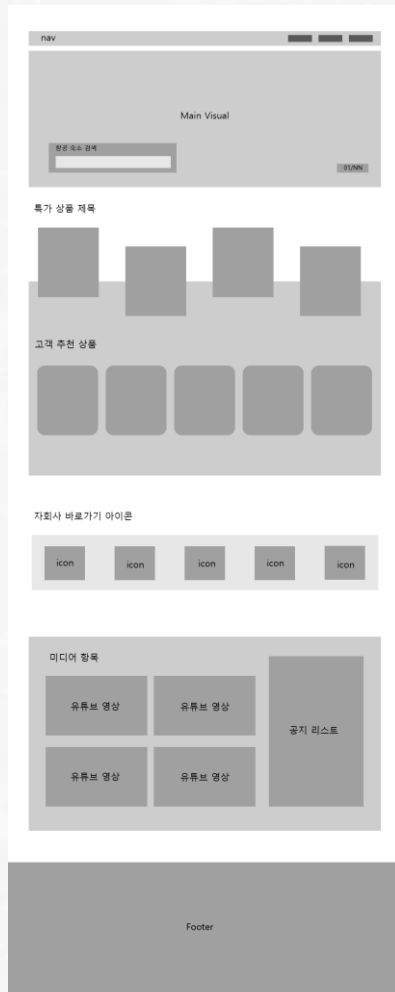 nav
Main Visual
항공 숙소 검색
01/NN
특가 상품 제목
고객 추천 상품
자회사 바로가기 아이콘
icon
icon
icon
icon
icon
미디어 항목
유튜브 영상
유튜브 영상
공지 리스트
유튜브 영상
유튜브 영상
Footer